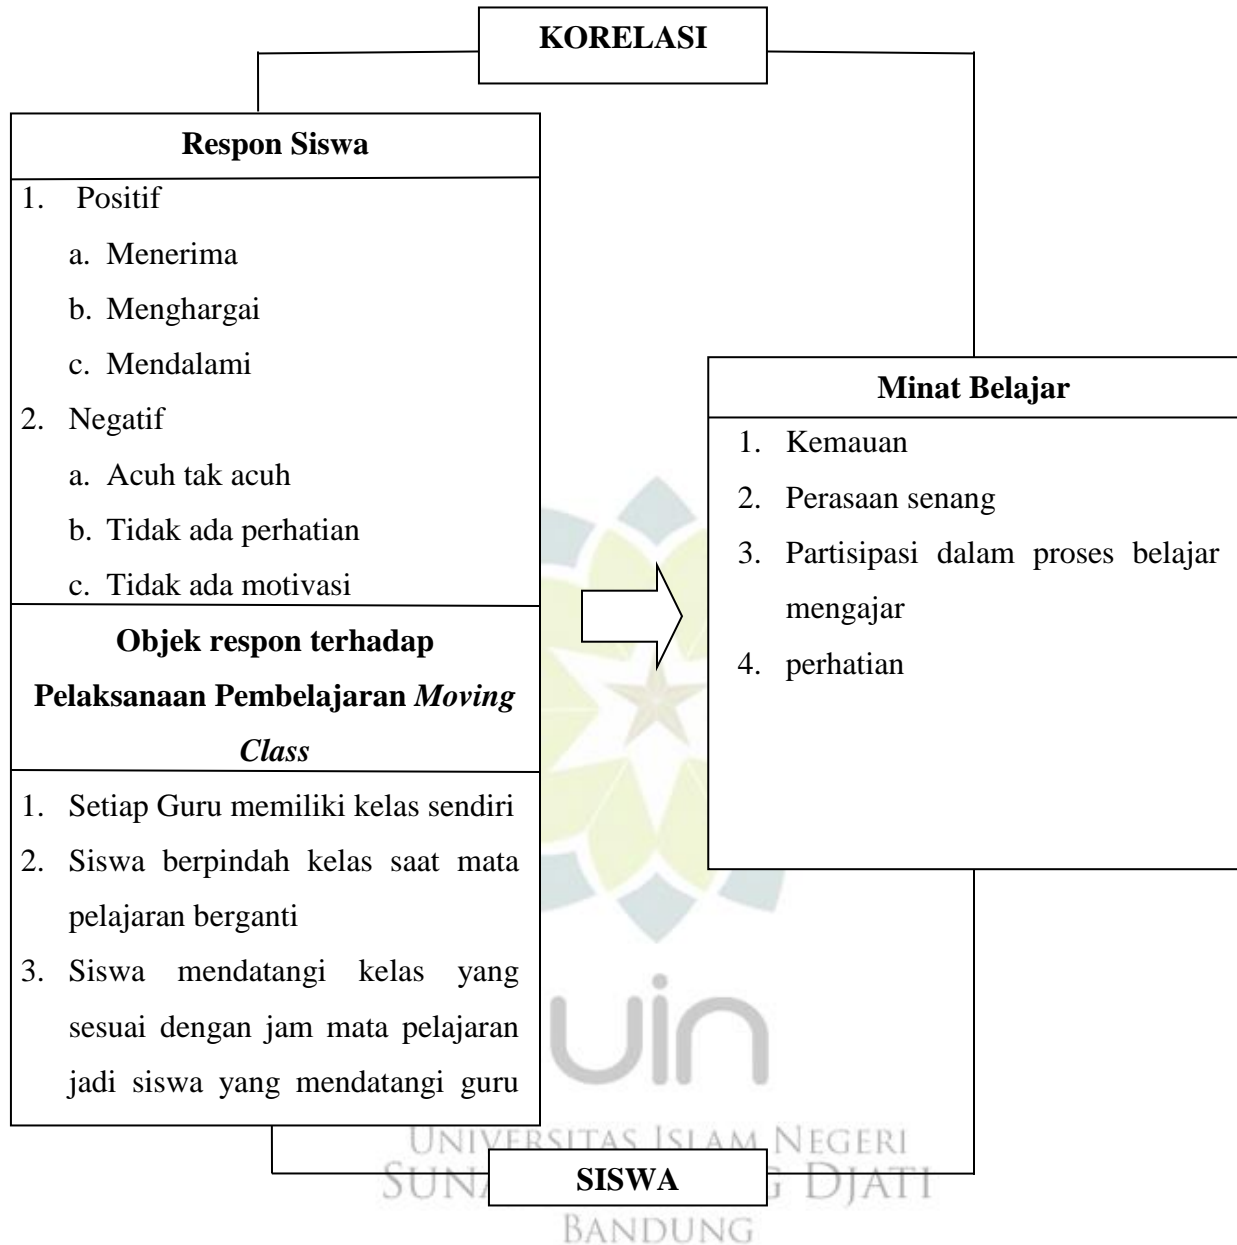 KORELASI
Respon Siswa
1. Positif
a. Menerima
b. Menghargai
c. Mendalami
2. Negatif
a. Acuh tak acuh
b. Tidak ada perhatian
c. Tidak ada motivasi
Objek respon terhadap
Pelaksanaan Pembelajaran Moving
Class
1. Setiap Guru memiliki kelas sendiri
2. Siswa berpindah kelas saat mata
pelajaran berganti
3. Siswa mendatangi kelas yang
sesuai dengan jam mata pelajaran
jadi siswa yang mendatangi guru
Minat Belajar
1. Kemauan
2. Perasaan senang
3. Partisipasi dalam proses belajar
mengajar
4. perhatian
uin
UNIVERSITAS ISLAM NEGERI
DJATI
BANDUNG
SISWA